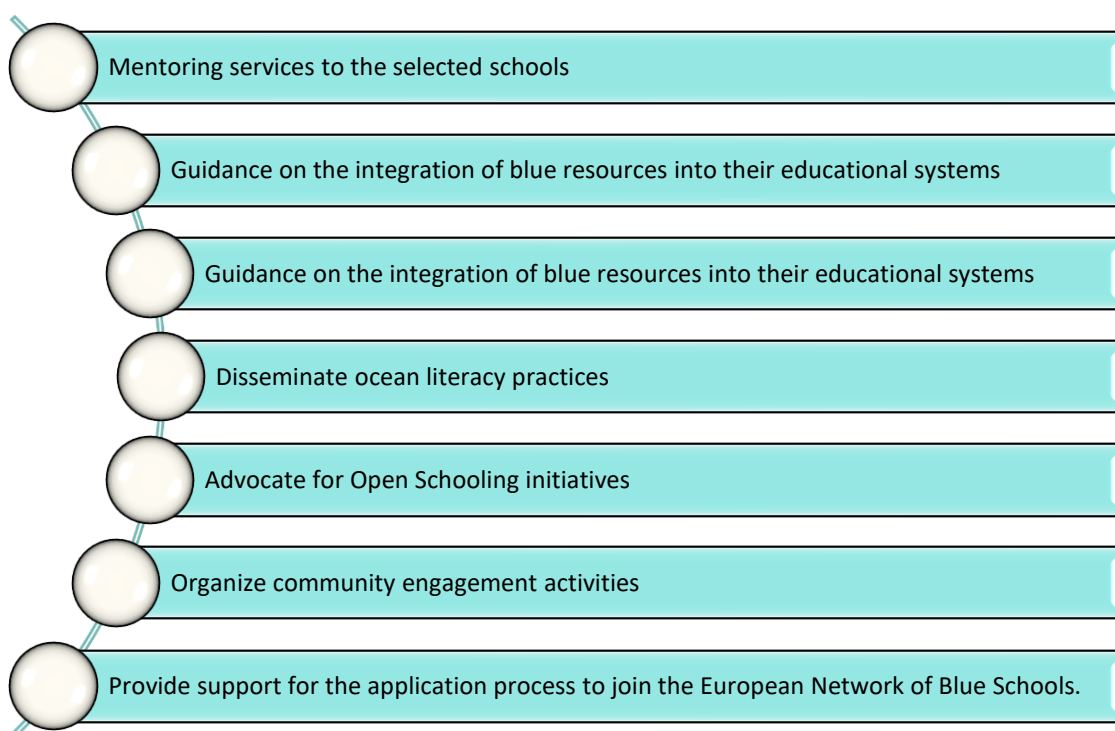 Mentoring services to the selected schools
Guidance on the integration of blue resources into their educational systems
Guidance on the integration of blue resources into their educational systems
Disseminate ocean literacy practices
Advocate for Open Schooling initiatives
Organize community engagement activities
Provide support for the application process to join the European Network of Blue Schools.